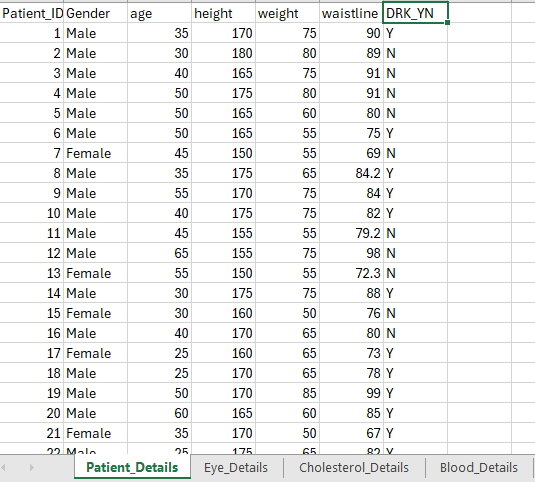 Patient_ID Gender age height weight waistline DRK_YN
1 Male 35 170 75 90 Y
2 Male 30 180 80 89 N
3 Male 40 165 75 91 N
4 Male 50 175 80 91 N
5 Male 50 165 60 80 N
6 Male 50 165 55 75 Y
7 Female 45 150 55 69 N
8 Male 35 175 65 84.2 Y
9 Male 55 170 75 84 Y
10 Male 40 175 75 82 Y
11 Male 45 155 55 79.2 N
12 Male 65 155 75 98 N
13 Female 55 150 55 72.3 N
14 Male 30 175 75 88 Y
15 Female 30 160 50 76 N
16 Male 40 170 65 80 N
17 Female 25 160 65 73 Y
18 Male 25 170 65 78 Y
19 Male 50 170 85 99 Y
20 Male 60 165 60 85 Y
21 Female 35 170 50 67 Y
22 Male 25 175 65 82 Y
Patient_Details Eye_Details Cholesterol_Details Blood_Details